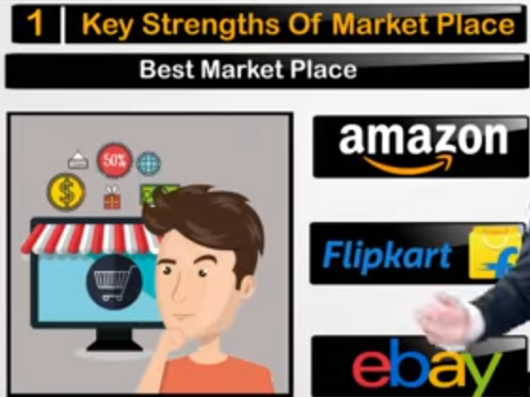 1 Key Strengths Of Market Place
Best Market Place
50%
$
amazon
Flipkart f
ebay